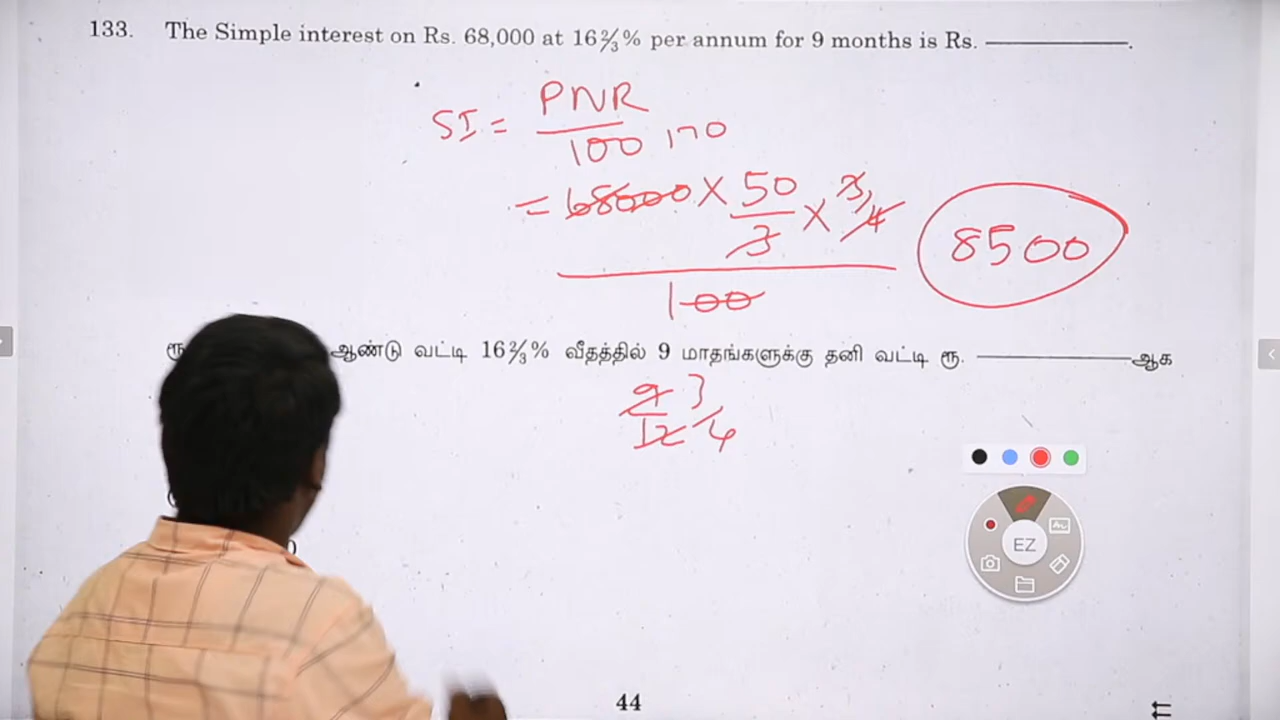 133. The Simple interest on Rs. 68,000 at 16⅔% per annum for 9 months is Rs. ————.
SI = PNR
100 170
= 68000 × 50/3 × 3/4
100
8500
ரூ ஆண்டு வட்டி 16⅔% வீதத்தில் 9 மாதங்களுக்கு தனி வட்டி ரூ. ————ஆக
9 3
12 4
EZ
44